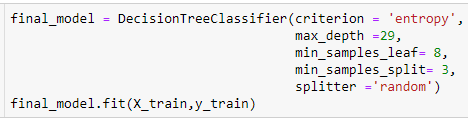 final_model = DecisionTreeClassifier(criterion = 'entropy',
max_depth =29,
min_samples_leaf= 8,
min_samples_split= 3,
splitter ='random')
final_model.fit(X_train,y_train)